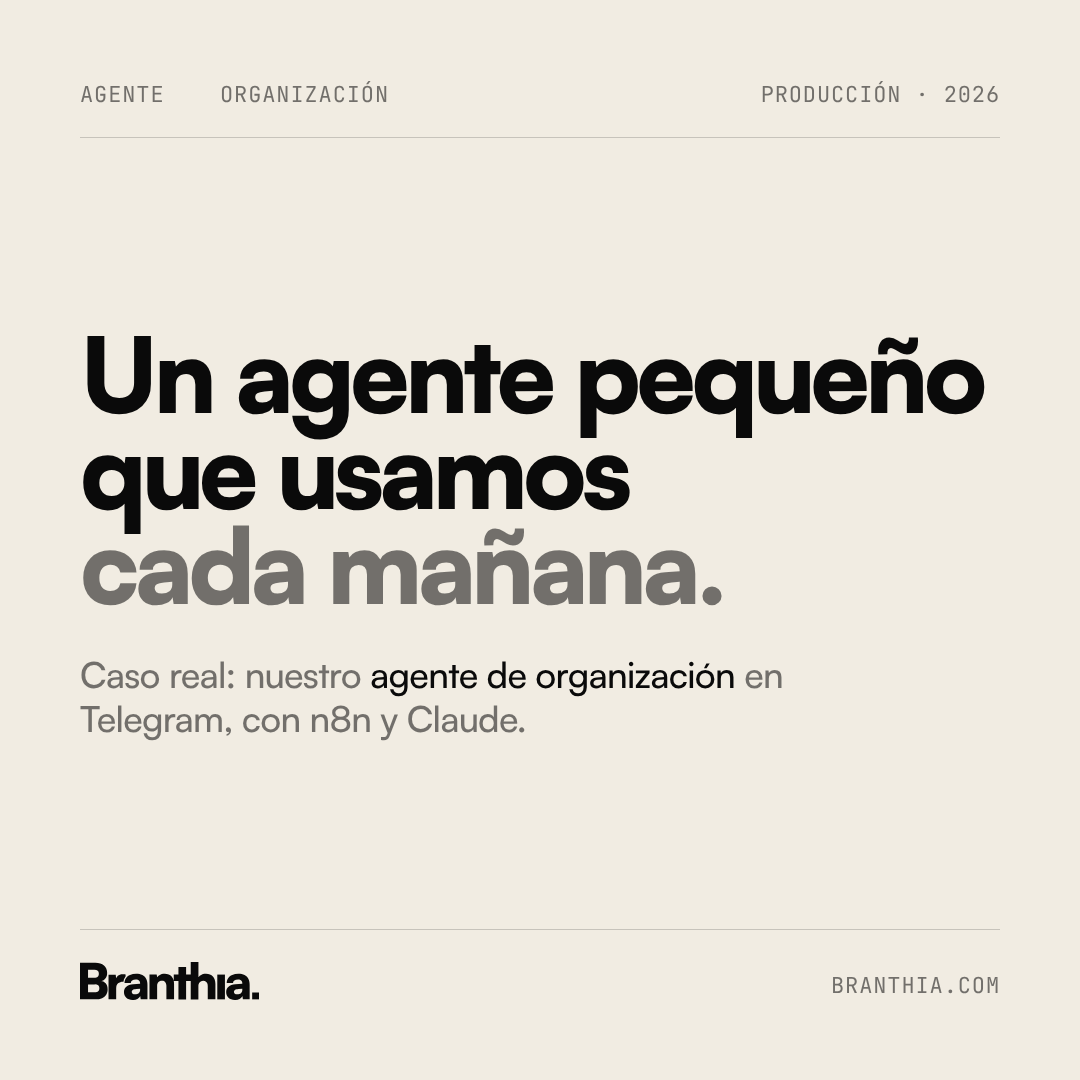 AGENTE ORGANIZACIÓN PRODUCCIÓN · 2026
Un agente pequeño
que usamos
cada mañana.
Caso real: nuestro agente de organización en
Telegram, con n8n y Claude.
Branthia. BRANTHIA.COM